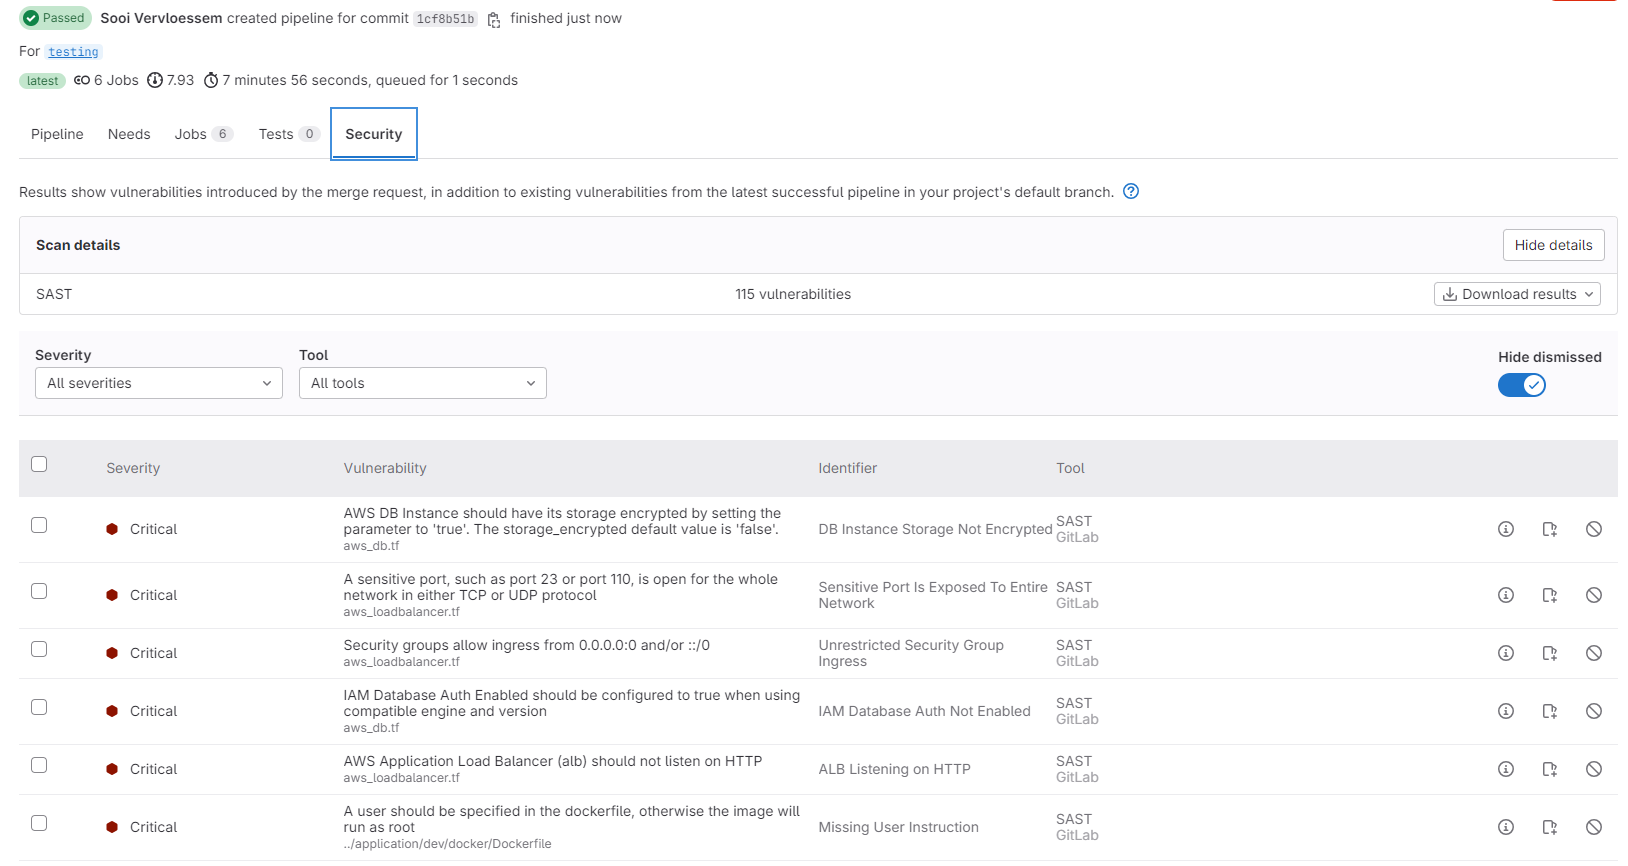 Passed Sooi Vervloessem created pipeline for commit 1cf8b51b finished just now
For testing
latest 6 Jobs 7.93 7 minutes 56 seconds, queued for 1 seconds
Pipeline Needs Jobs 6 Tests 0 Security
Results show vulnerabilities introduced by the merge request, in addition to existing vulnerabilities from the latest successful pipeline in your project's default branch.
Scan details Hide details
SAST 115 vulnerabilities Download results
Severity Tool Hide dismissed
All severities All tools
Severity Vulnerability Identifier Tool
AWS DB Instance should have its storage encrypted by setting the
Critical parameter to 'true'. The storage_encrypted default value is 'false'. DB Instance Storage Not Encrypted SAST
aws_db.tf GitLab
A sensitive port, such as port 23 or port 110, is open for the whole
Critical network in either TCP or UDP protocol Sensitive Port Is Exposed To Entire SAST
aws_loadbalancer.tf Network GitLab
Critical Security groups allow ingress from 0.0.0.0:0 and/or ::/0 Unrestricted Security Group SAST
aws_loadbalancer.tf Ingress GitLab
IAM Database Auth Enabled should be configured to true when using
Critical compatible engine and version IAM Database Auth Not Enabled SAST
aws_db.tf GitLab
Critical AWS Application Load Balancer (alb) should not listen on HTTP ALB Listening on HTTP SAST
aws_loadbalancer.tf GitLab
A user should be specified in the dockerfile, otherwise the image will
Critical run as root Missing User Instruction SAST
../application/dev/docker/Dockerfile GitLab